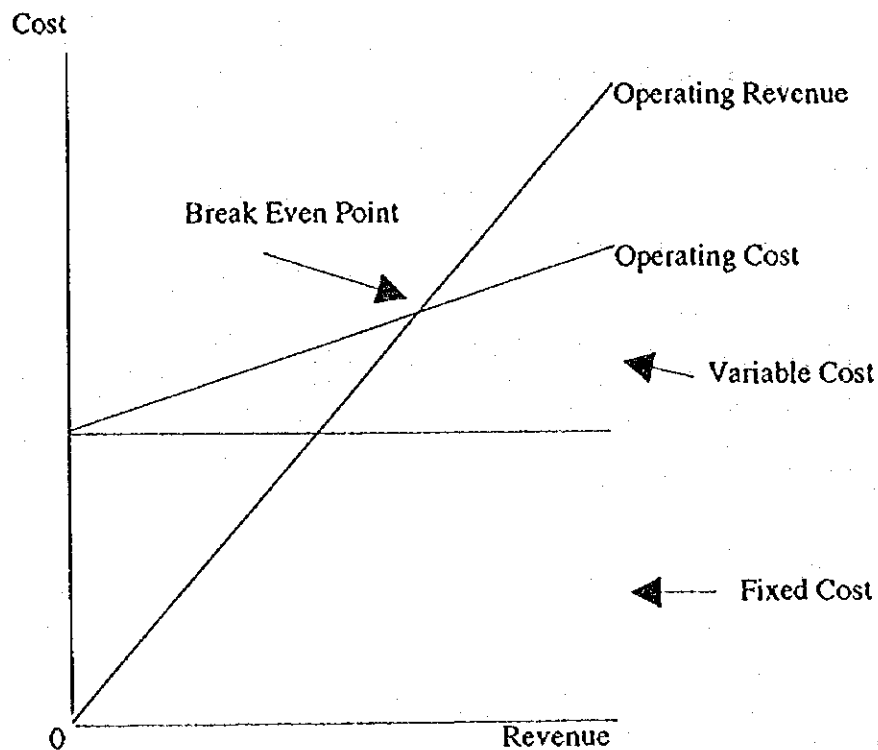 Cost
Operating Revenue
Break Even Point
Operating Cost
Variable Cost
Fixed Cost
0
Revenue